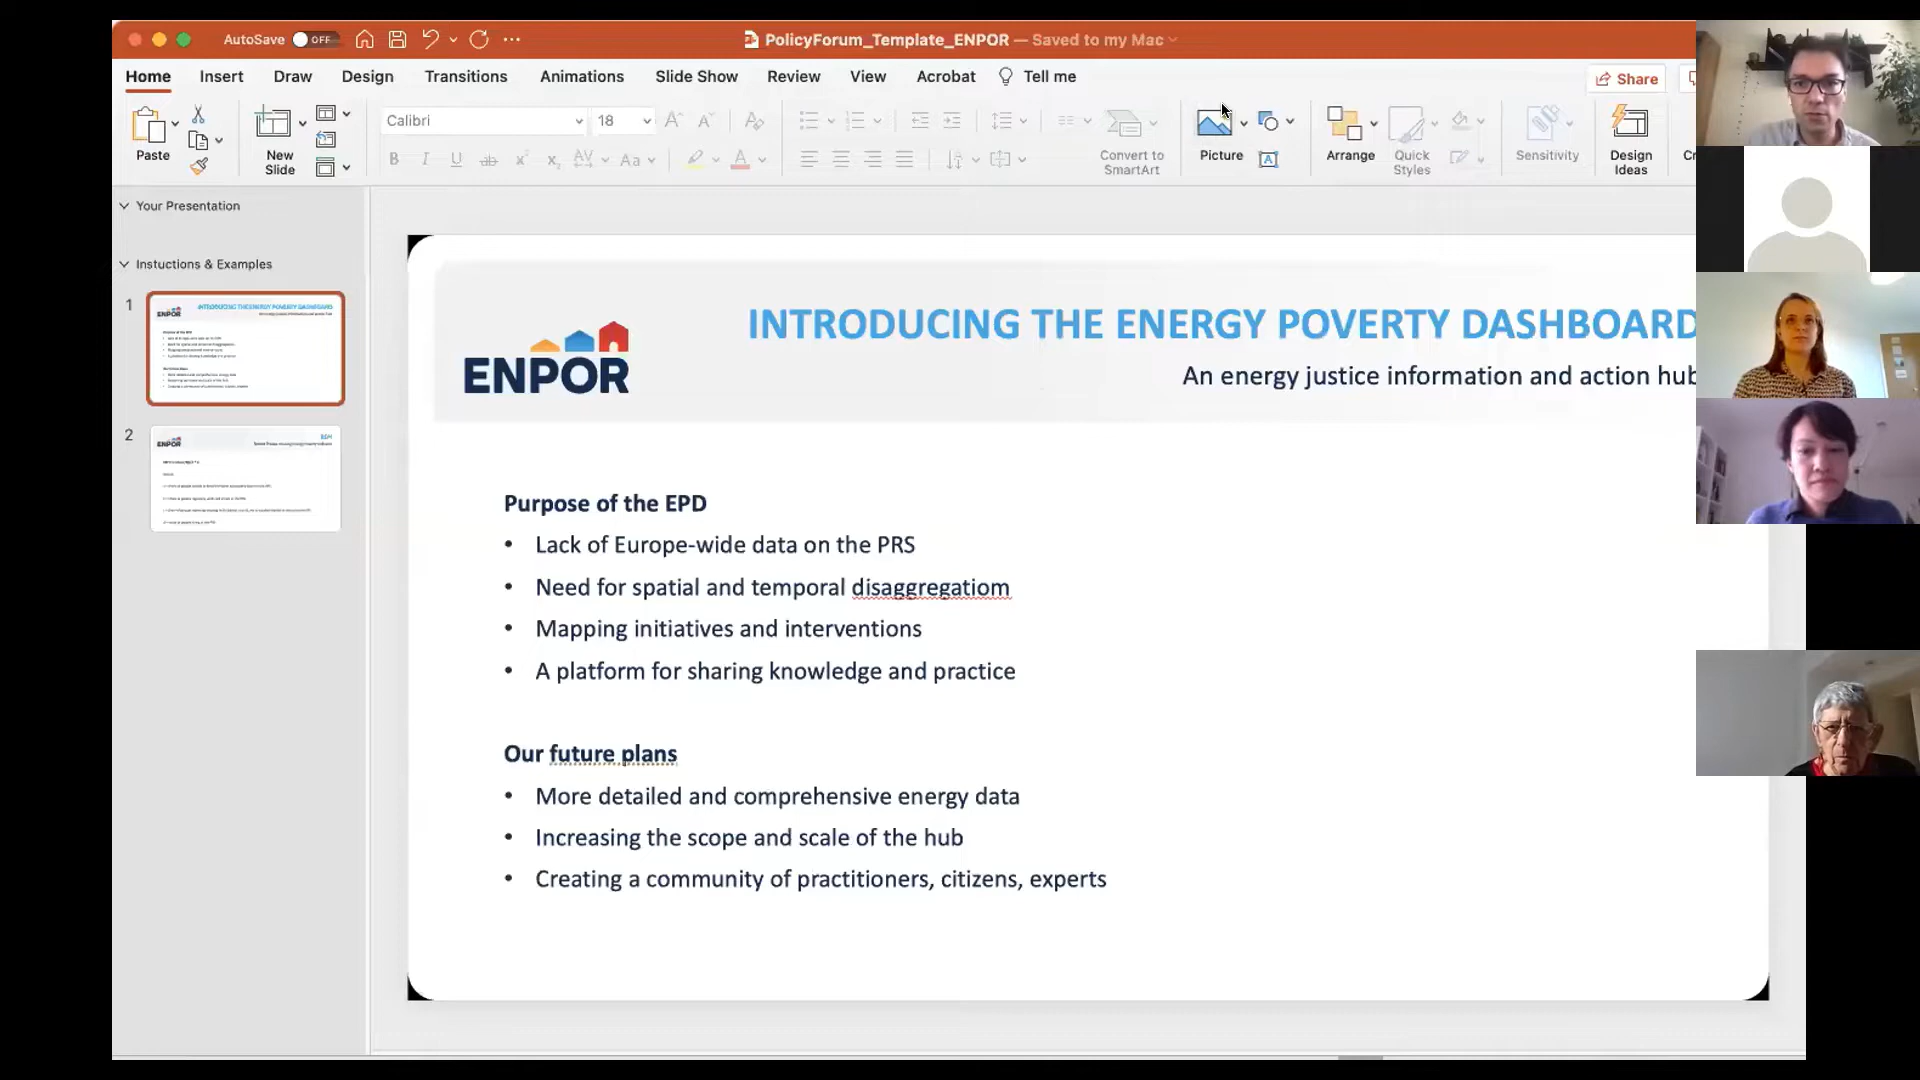 AutoSave OFF
PolicyForum_Template_ENPOR — Saved to my Mac
Home Insert Draw Design Transitions Animations Slide Show Review View Acrobat Tell me
Share
Paste
New Slide
Calibri 18
Convert to SmartArt
Picture
Arrange
Quick Styles
Sensitivity
Design Ideas
Your Presentation
Instuctions & Examples
1
2
ENPOR
INTRODUCING THE ENERGY POVERTY DASHBOARD
An energy justice information and action hub
Purpose of the EPD
• Lack of Europe-wide data on the PRS
• Need for spatial and temporal disaggregatiom
• Mapping initiatives and interventions
• A platform for sharing knowledge and practice
Our future plans
• More detailed and comprehensive energy data
• Increasing the scope and scale of the hub
• Creating a community of practitioners, citizens, experts